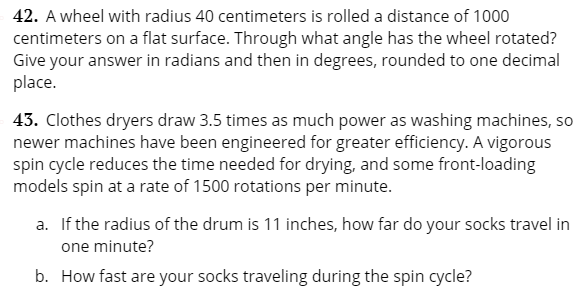 42. A wheel with radius 40 centimeters is rolled a distance of 1000
centimeters on a flat surface. Through what angle has the wheel rotated?
Give your answer in radians and then in degrees, rounded to one decimal
place.
43. Clothes dryers draw 3.5 times as much power as washing machines, so
newer machines have been engineered for greater efficiency. A vigorous
spin cycle reduces the time needed for drying, and some front-loading
models spin at a rate of 1500 rotations per minute.
a. If the radius of the drum is 11 inches, how far do your socks travel in
one minute?
b. How fast are your socks traveling during the spin cycle?